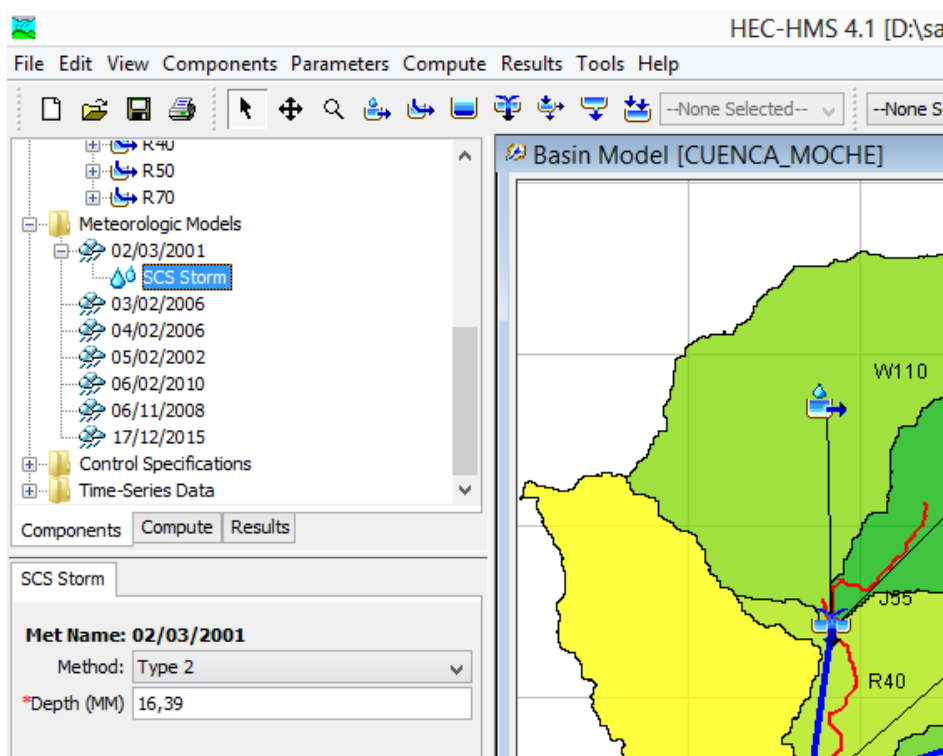 HEC-HMS 4.1 [D:\sa
File Edit View Components Parameters Compute Results Tools Help
--None Selected-- --None S
R40
R50
R70
Meteorologic Models
02/03/2001
SCS Storm
03/02/2006
04/02/2006
05/02/2002
06/02/2010
06/11/2008
17/12/2015
Control Specifications
Time-Series Data
Components Compute Results
SCS Storm
Met Name: 02/03/2001
Method: Type 2
*Depth (MM) 16,39
Basin Model [CUENCA_MOCHE]
W110
J55
R40